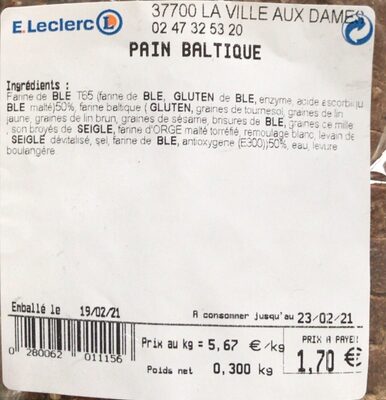 E.Leclerc L
37700 LA VILLE AUX DAMES
02 47 32 53 20
PAIN BALTIQUE
Ingrédients :
Farine de BLE T65 (farine de BLE, GLUTEN de BLE, enzyme, acide ascorbiqu
BLE malté)50%, farine baltique ( GLUTEN, graines de tournesol, graines de lin
jaune, graines de lin brun, graines de sésame, brisures de BLE, graines de millet
, son broyés de SEIGLE, farine d'ORGE malté torréfié, remoulage blanc, levain de
SEIGLE dévitalisé, sel, farine de BLE, antioxygene (E300))50%, eau, levure
boulangère.
Emballé le 19/02/21
A consommer jusqu'au 23/02/21
0 280062 011156
Prix au kg = 5,67 €/kg
Poids net 0,300 kg
PRIX A PAYER
1,70 €